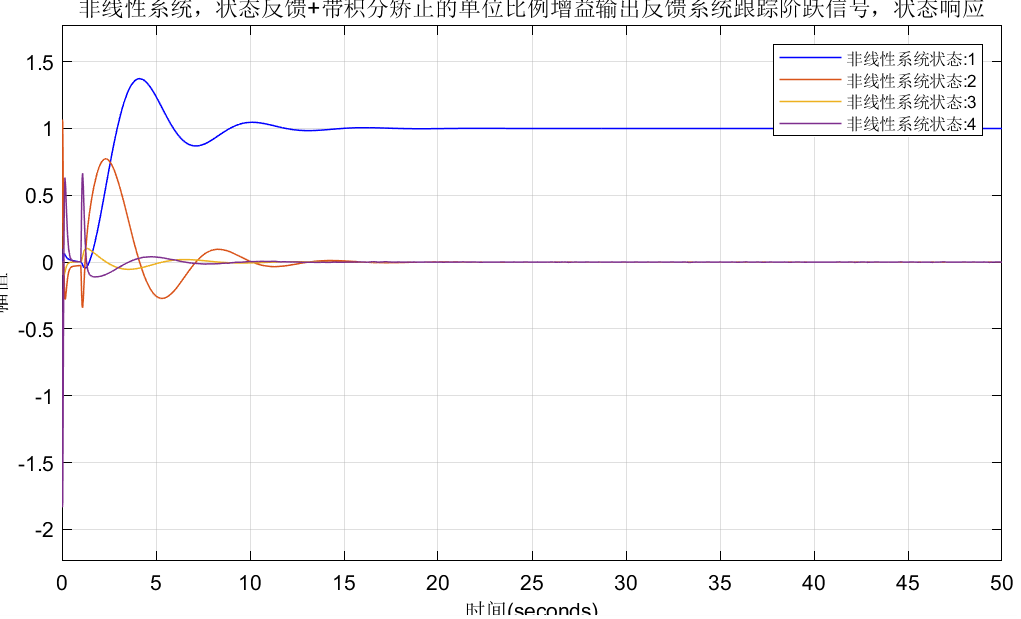 非线性系统，状态反馈+带积分矫正的单位比例增益输出反馈系统跟踪阶跃信号，状态响应
非线性系统状态:1
非线性系统状态:2
非线性系统状态:3
非线性系统状态:4
1.5
1
0.5
0
-0.5
-1
-1.5
-2
幅值
0 5 10 15 20 25 30 35 40 45 50
时间(seconds)